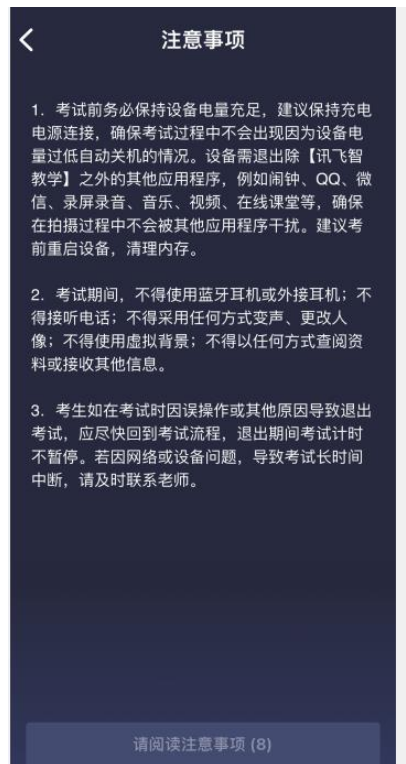 注意事项
1. 考试前务必保持设备电量充足，建议保持充电
电源连接，确保考试过程中不会出现因为设备电
量过低自动关机的情况。设备需退出除【讯飞智
教学】之外的其他应用程序，例如闹钟、QQ、微
信、录屏录音、音乐、视频、在线课堂等，确保
在拍摄过程中不会被其他应用程序干扰。建议考
前重启设备，清理内存。
2. 考试期间，不得使用蓝牙耳机或外接耳机；不
得接听电话；不得采用任何方式变声、更改人
像；不得使用虚拟背景；不得以任何方式查阅资
料或接收其他信息。
3. 考生如在考试时因误操作或其他原因导致退出
考试，应尽快回到考试流程，退出期间考试计时
不暂停。若因网络或设备问题，导致考试长时间
中断，请及时联系老师。
请阅读注意事项 (8)